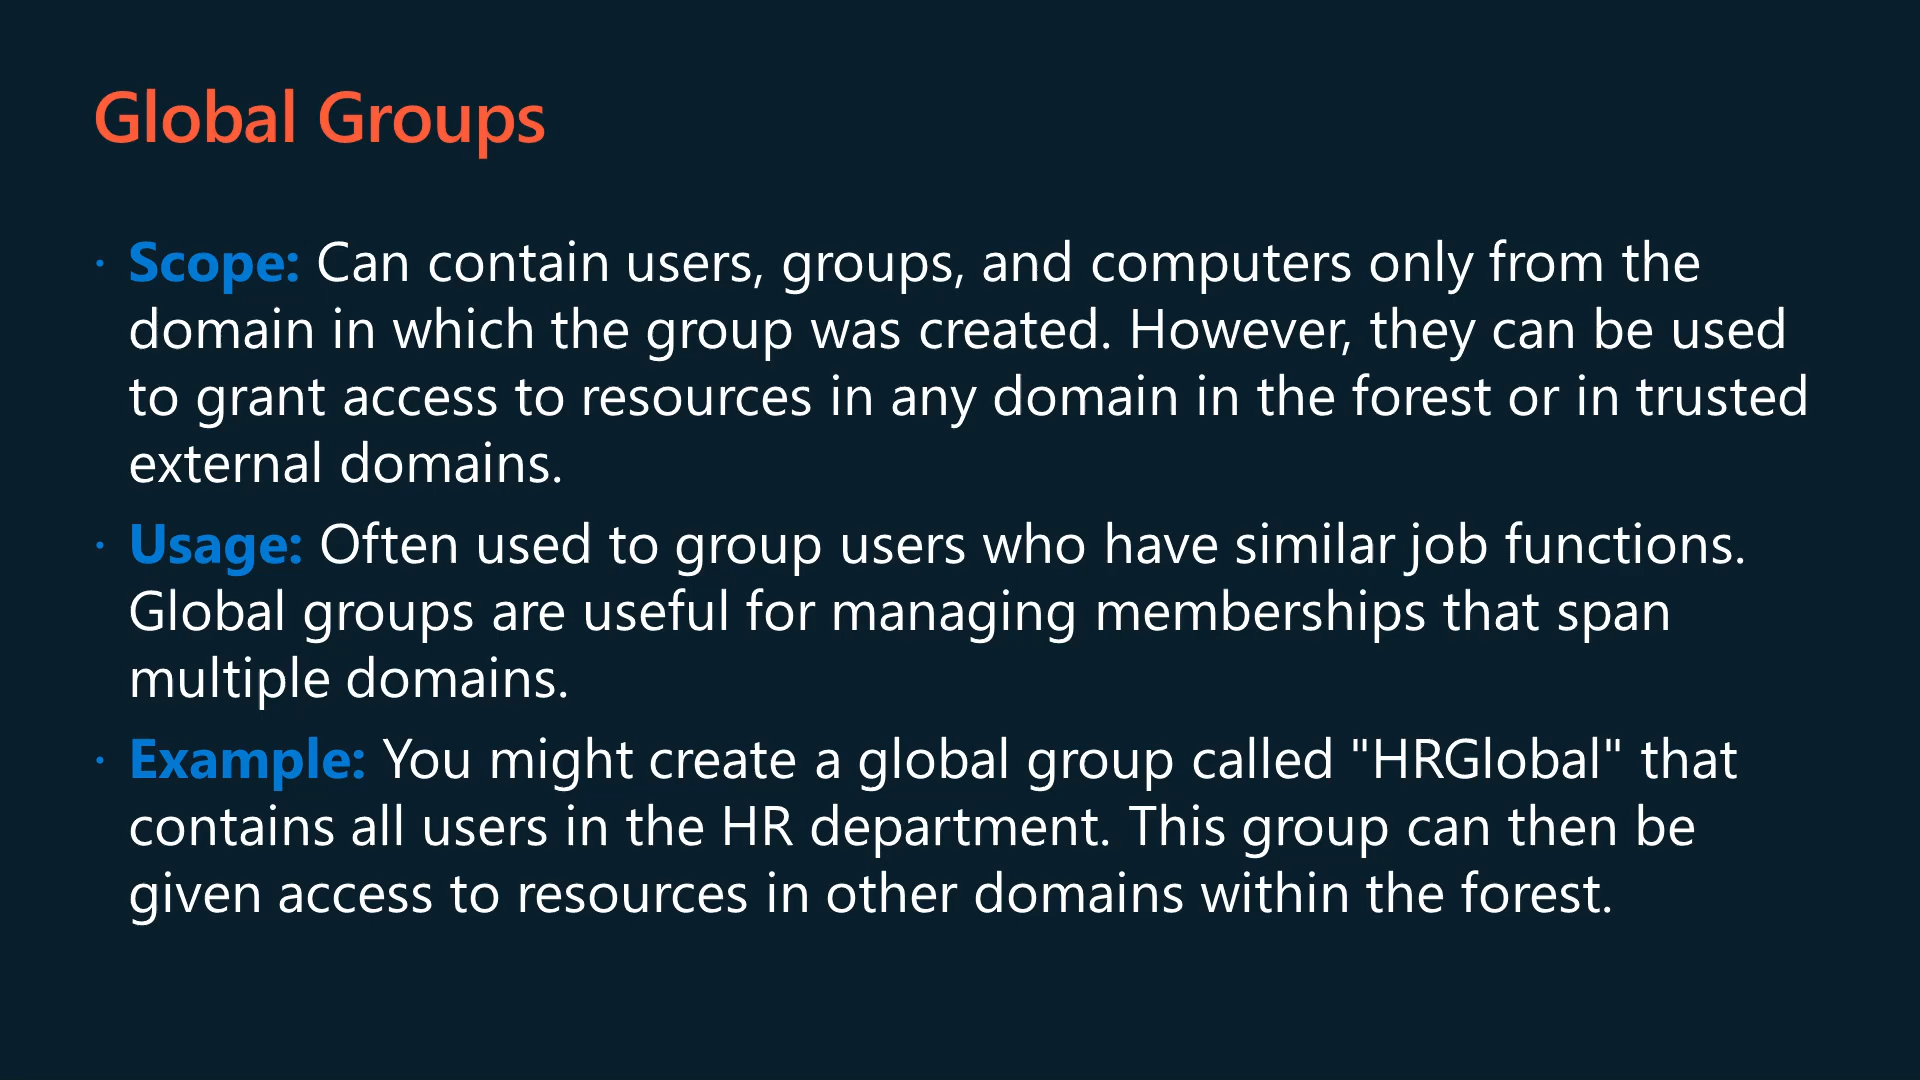 Global Groups
· Scope: Can contain users, groups, and computers only from the
domain in which the group was created. However, they can be used
to grant access to resources in any domain in the forest or in trusted
external domains.
· Usage: Often used to group users who have similar job functions.
Global groups are useful for managing memberships that span
multiple domains.
· Example: You might create a global group called "HRGlobal" that
contains all users in the HR department. This group can then be
given access to resources in other domains within the forest.